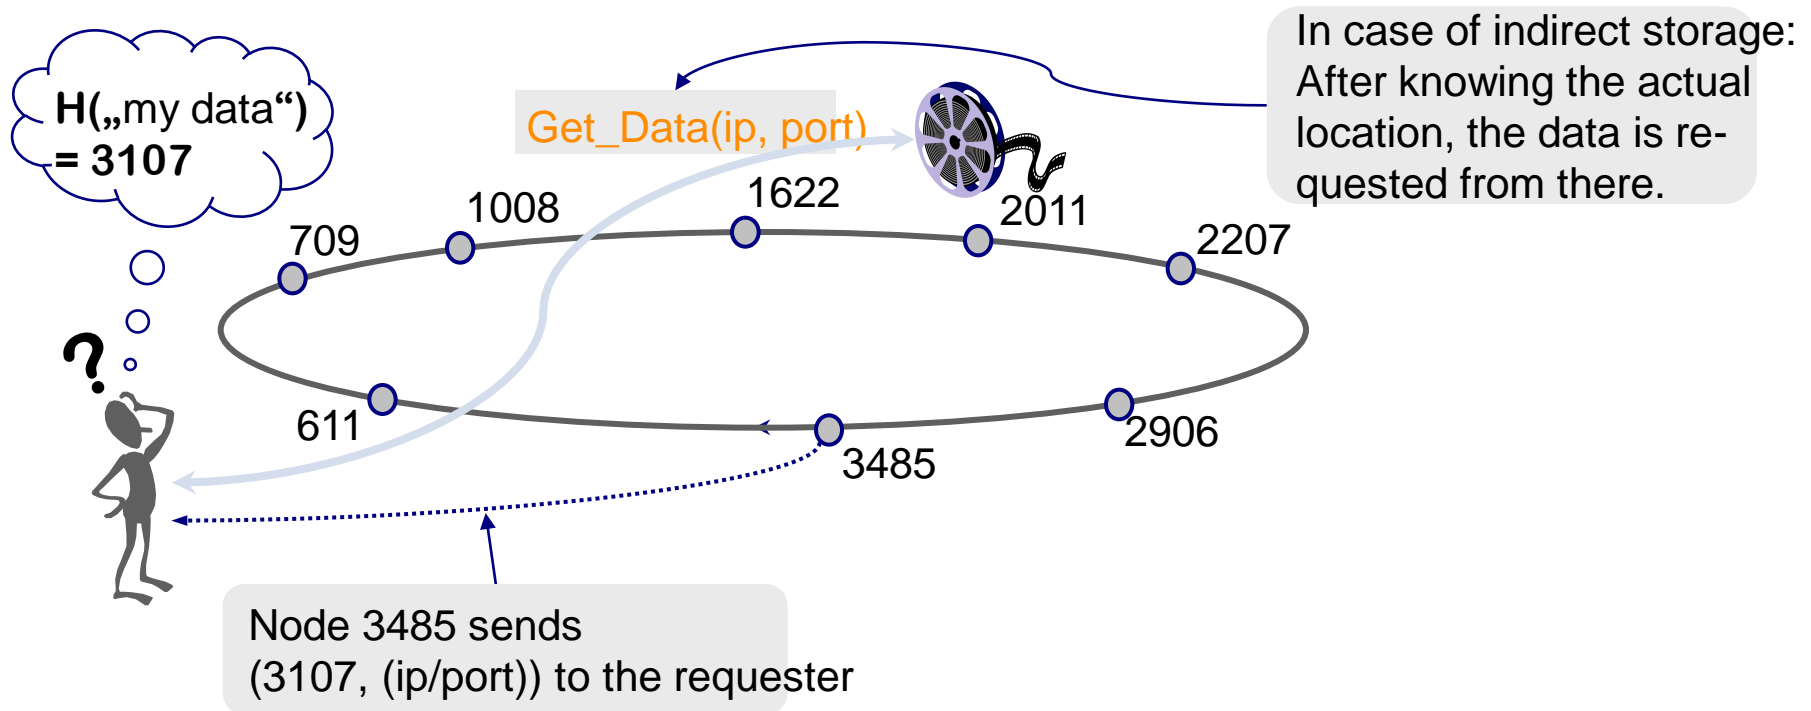 In case of indirect storage:
After knowing the actual
location, the data is re-
quested from there.
H(„my data“)
= 3107
Get_Data(ip, port)
1622
1008
2011
709
2207
?
611
2906
3485
Node 3485 sends
(3107, (ip/port)) to the requester